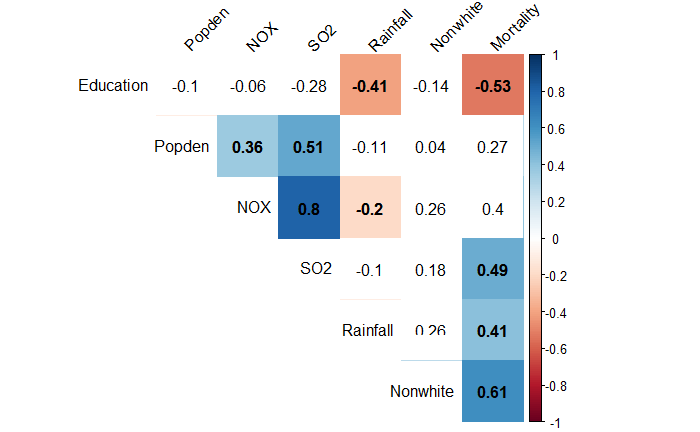 Popden NOX SO2 Rainfall Nonwhite Mortality
Education -0.1 -0.06 -0.28 -0.41 -0.14 -0.53
Popden 0.36 0.51 -0.11 0.04 0.27
NOX 0.8 -0.2 0.26 0.4
SO2 -0.1 0.18 0.49
Rainfall 0.26 0.41
Nonwhite 0.61
1
0.8
0.6
0.4
0.2
0
-0.2
-0.4
-0.6
-0.8
-1